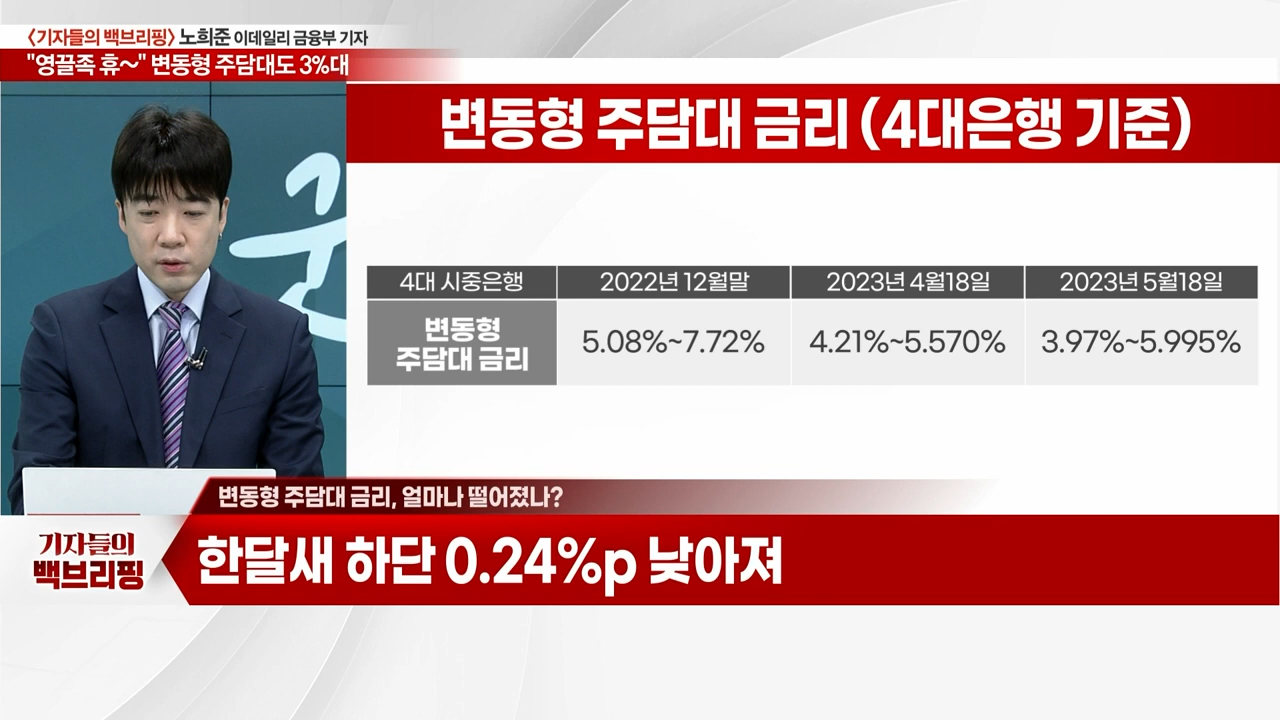 <기자들의 백브리핑> 노희준 이데일리 금융부 기자
"영끌족 휴~" 변동형 주담대도 3%대
변동형 주담대 금리 (4대은행 기준)
4대 시중은행 2022년 12월말 2023년 4월18일 2023년 5월18일
변동형
주담대 금리 5.08%~7.72% 4.21%~5.570% 3.97%~5.995%
변동형 주담대 금리, 얼마나 떨어졌나?
기자들의
백브리핑
한달새 하단 0.24%p 낮아져